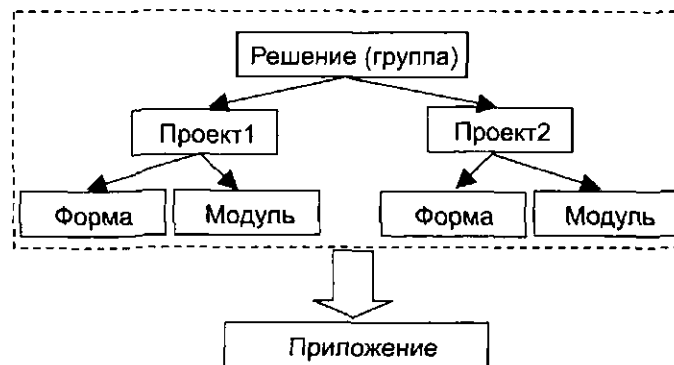 Решение (группа)
Проект1
Проект2
Форма
Модуль
Форма
Модуль
Приложение